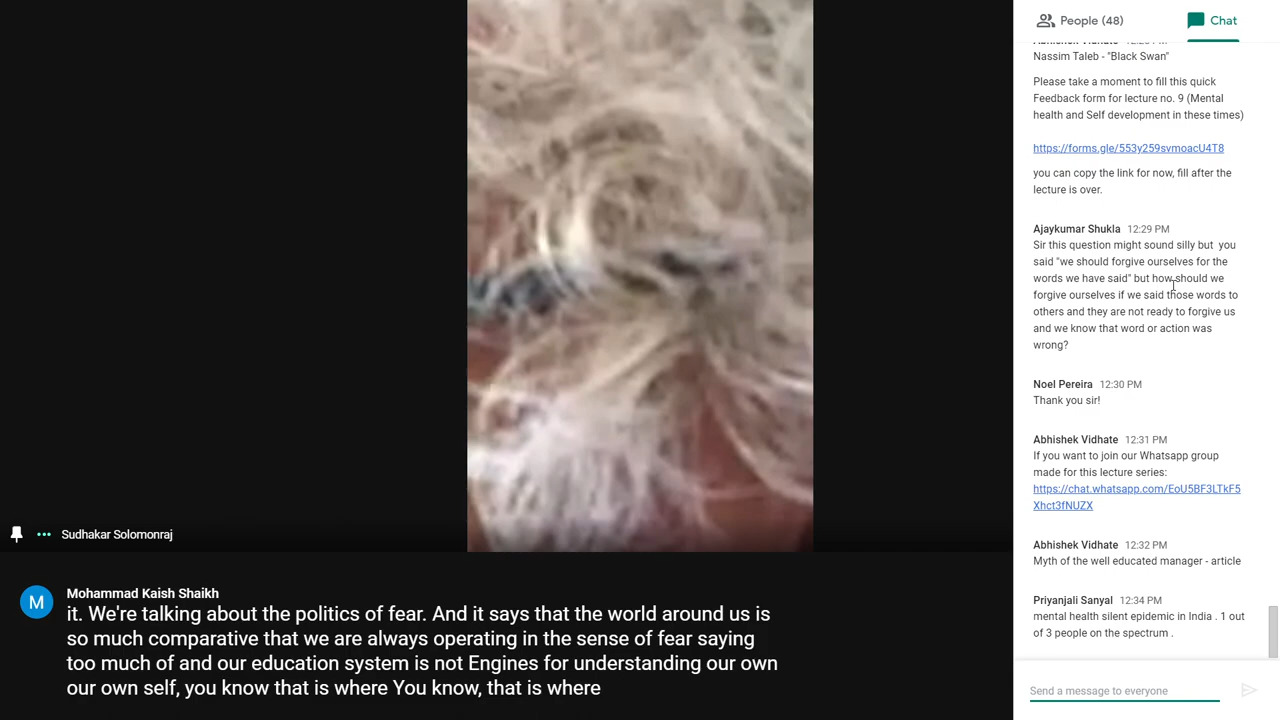 People (48)
Chat
Nassim Taleb - "Black Swan"
Please take a moment to fill this quick
Feedback form for lecture no. 9 (Mental
health and Self development in these times)
https://forms.gle/553y259svmoacU4T8
you can copy the link for now, fill after the
lecture is over.
Ajaykumar Shukla 12:29 PM
Sir this question might sound silly but you
said "we should forgive ourselves for the
words we have said" but how should we
forgive ourselves if we said those words to
others and they are not ready to forgive us
and we know that word or action was
wrong?
Noel Pereira 12:30 PM
Thank you sir!
Abhishek Vidhate 12:31 PM
If you want to join our Whatsapp group
made for this lecture series:
https://chat.whatsapp.com/EoU5BF3LTkF5
Xhct3fNUZX
Abhishek Vidhate 12:32 PM
Myth of the well educated manager - article
Priyanjali Sanyal 12:34 PM
mental health silent epidemic in India . 1 out
of 3 people on the spectrum .
Send a message to everyone
Sudhakar Solomonraj
M
Mohammad Kaish Shaikh
it. We're talking about the politics of fear. And it says that the world around us is
so much comparative that we are always operating in the sense of fear saying
too much of and our education system is not Engines for understanding our own
our own self, you know that is where You know, that is where